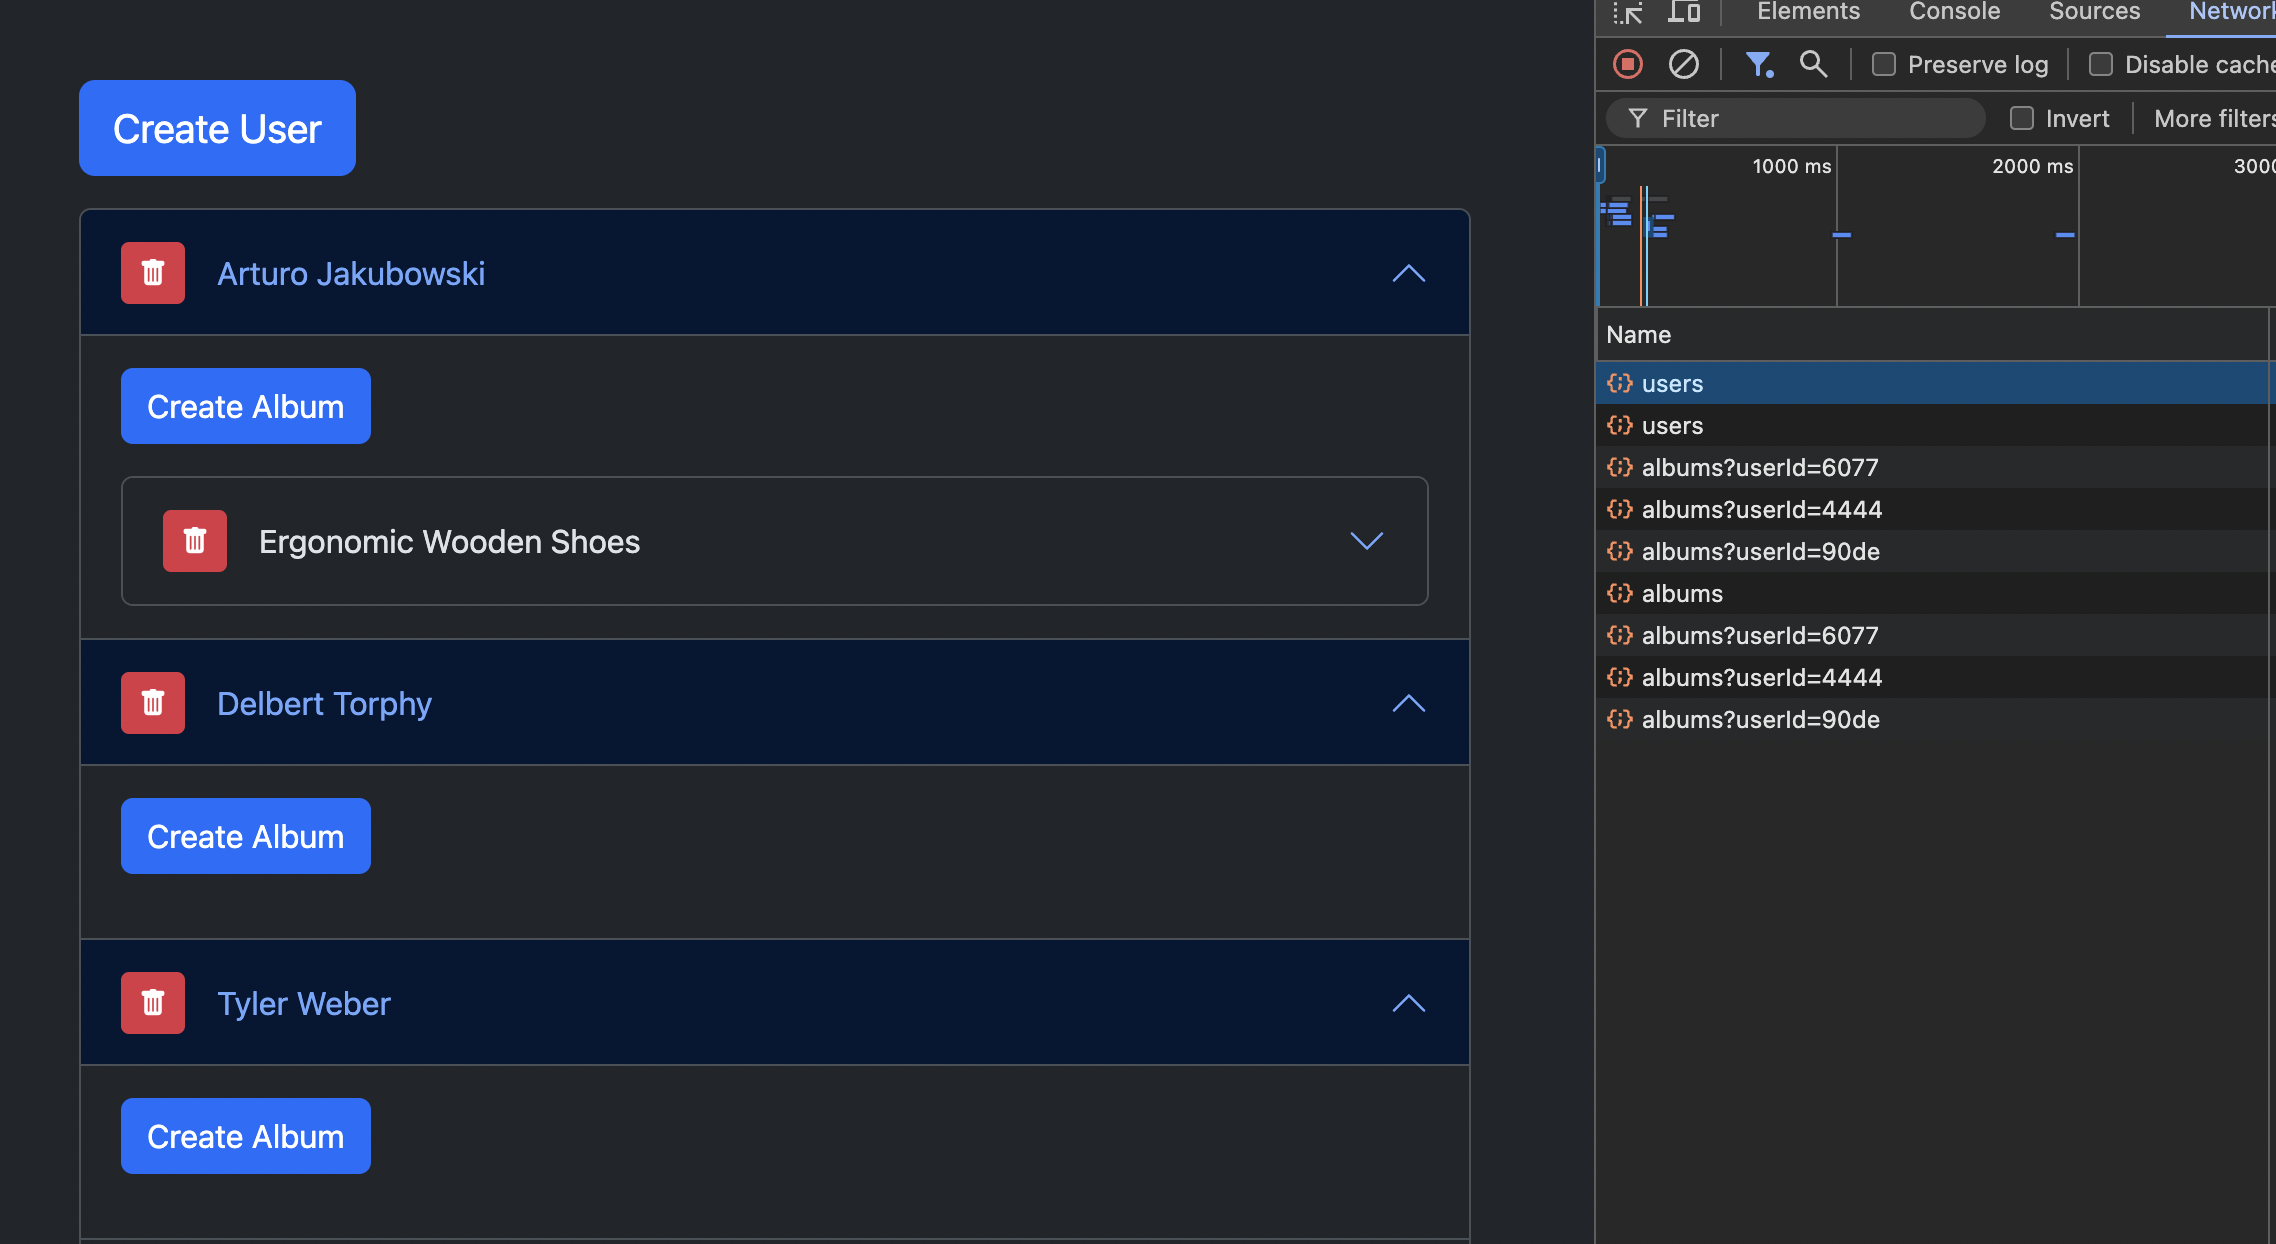 Create User
Arturo Jakubowski
Create Album
Ergonomic Wooden Shoes
Delbert Torphy
Create Album
Tyler Weber
Create Album
Elements Console Sources Network
Preserve log Disable cache
Filter Invert More filters
1000 ms 2000 ms 3000
Name
users
users
albums?userId=6077
albums?userId=4444
albums?userId=90de
albums
albums?userId=6077
albums?userId=4444
albums?userId=90de